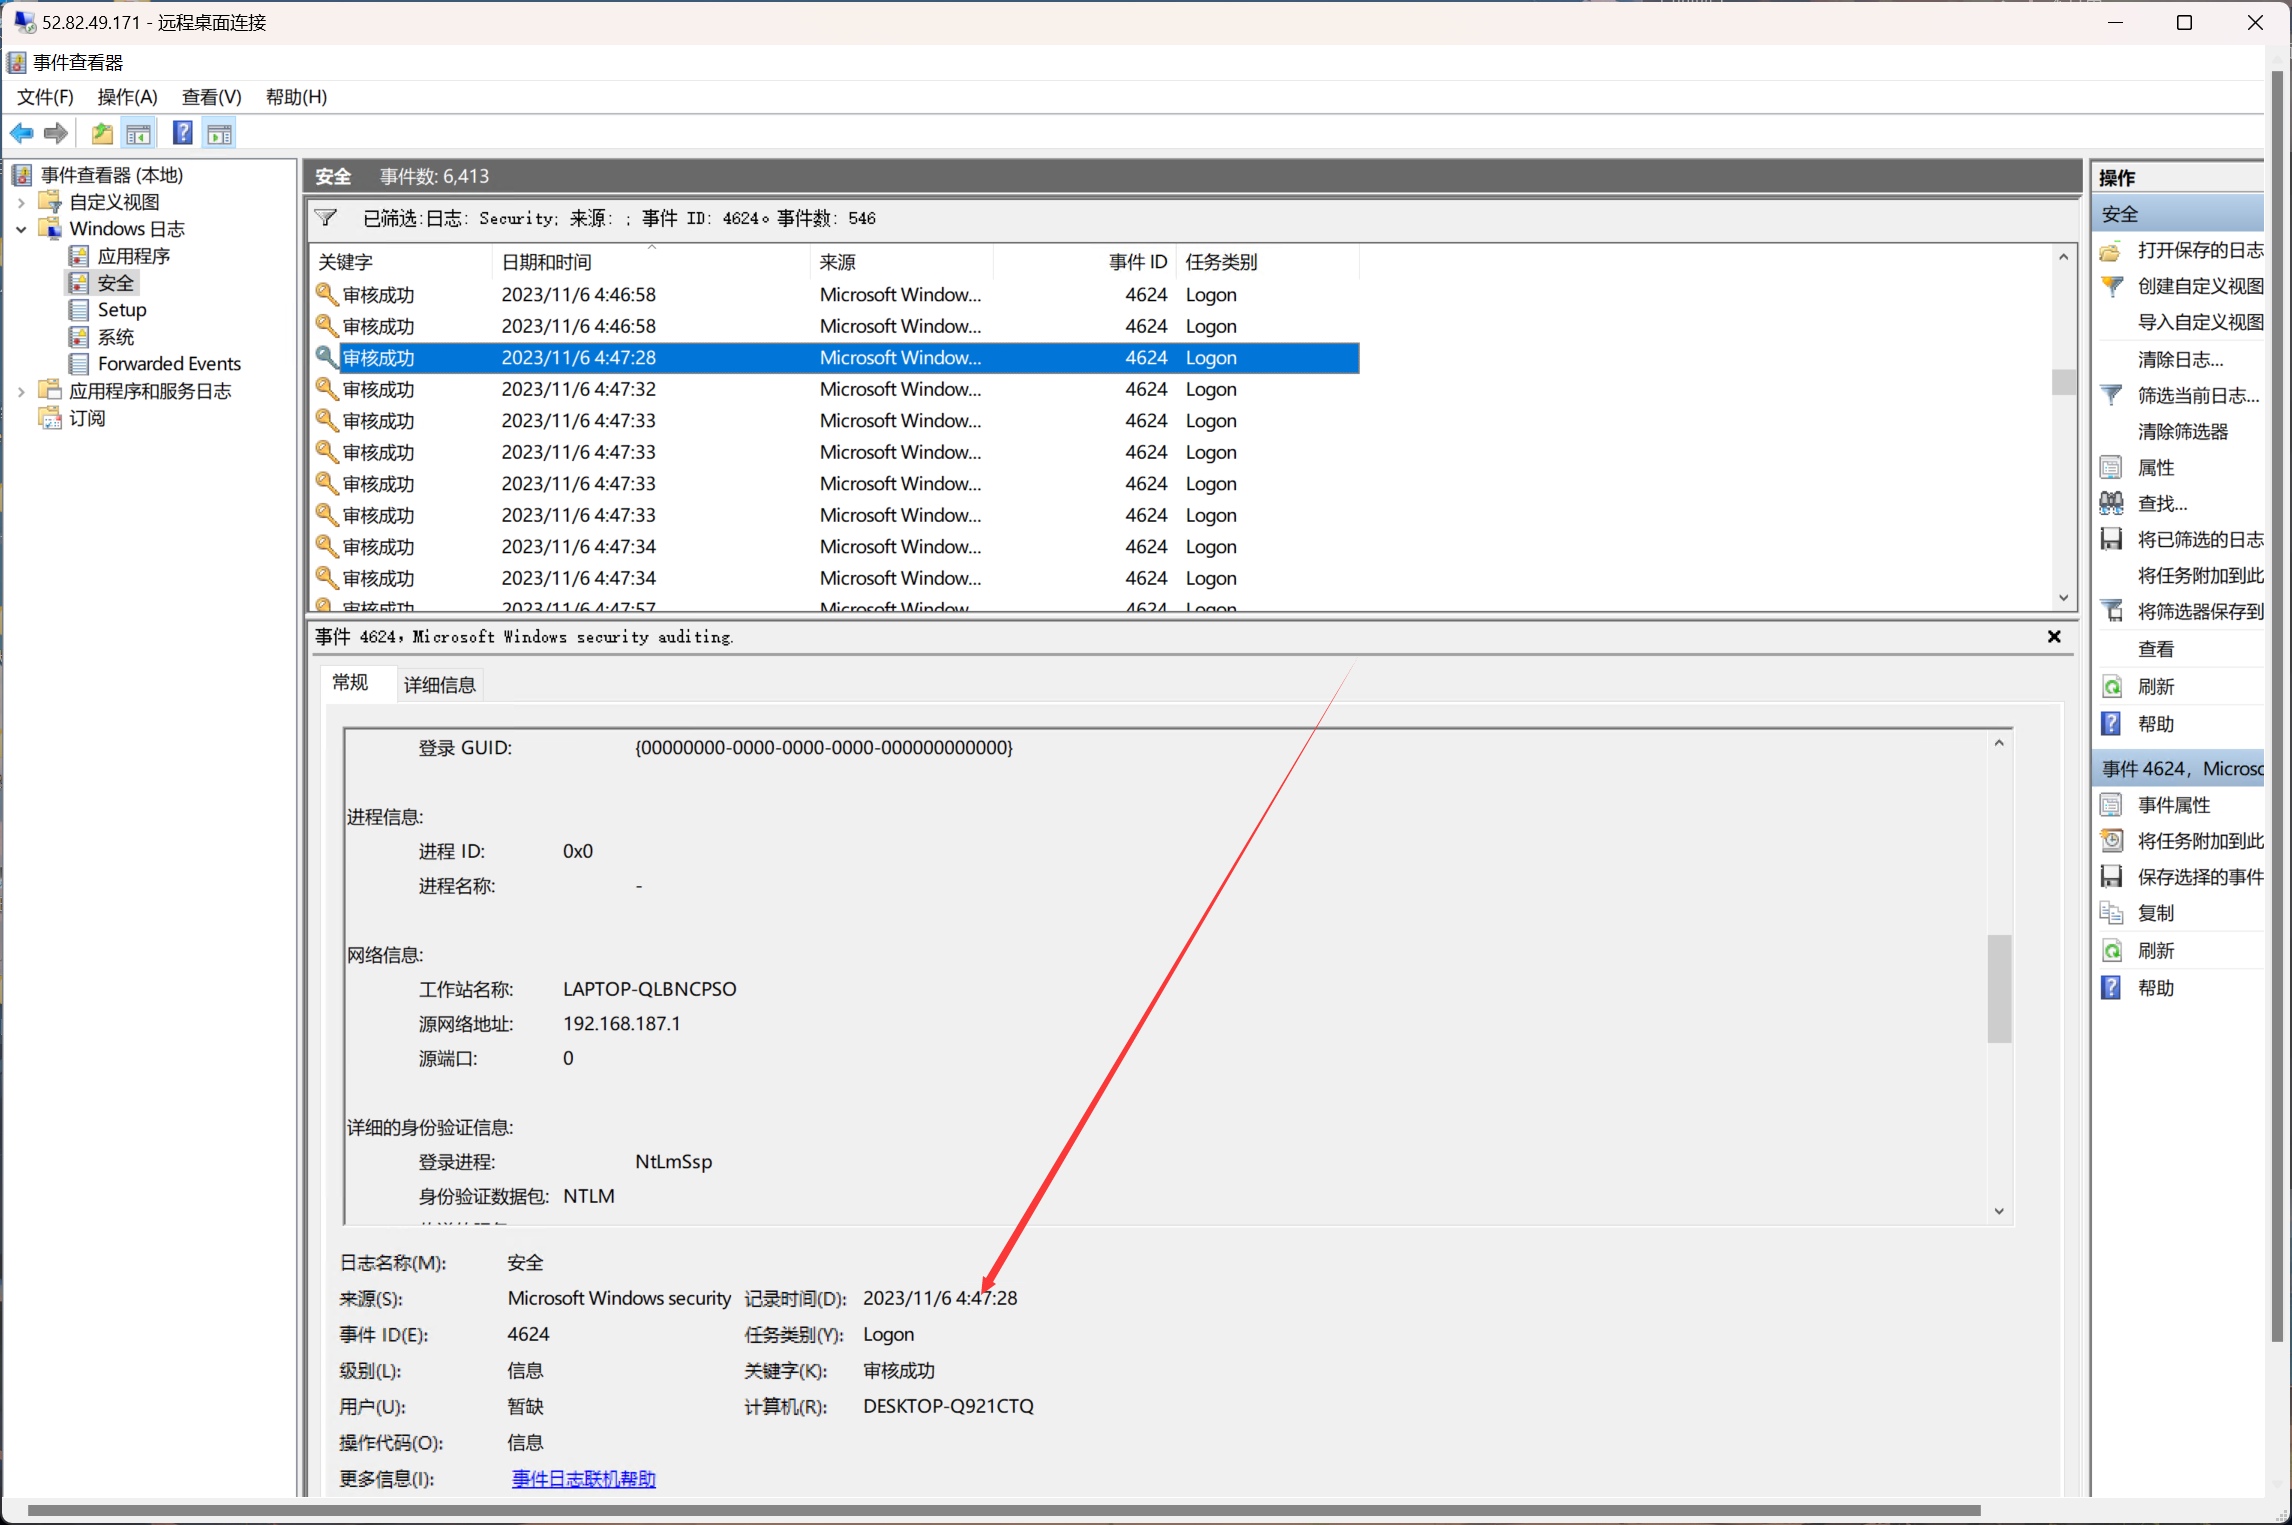 52.82.49.171 - 远程桌面连接
事件查看器
文件(F) 操作(A) 查看(V) 帮助(H)
事件查看器 (本地)
自定义视图
Windows 日志
应用程序
安全
Setup
系统
Forwarded Events
应用程序和服务日志
订阅
安全 事件数: 6,413
已筛选:日志: Security; 来源: ; 事件 ID: 4624。事件数: 546
关键字 日期和时间 来源 事件 ID 任务类别
审核成功 2023/11/6 4:46:58 Microsoft Window... 4624 Logon
审核成功 2023/11/6 4:46:58 Microsoft Window... 4624 Logon
审核成功 2023/11/6 4:47:28 Microsoft Window... 4624 Logon
审核成功 2023/11/6 4:47:32 Microsoft Window... 4624 Logon
审核成功 2023/11/6 4:47:33 Microsoft Window... 4624 Logon
审核成功 2023/11/6 4:47:33 Microsoft Window... 4624 Logon
审核成功 2023/11/6 4:47:33 Microsoft Window... 4624 Logon
审核成功 2023/11/6 4:47:33 Microsoft Window... 4624 Logon
审核成功 2023/11/6 4:47:34 Microsoft Window... 4624 Logon
审核成功 2023/11/6 4:47:34 Microsoft Window... 4624 Logon
审核成功 2023/11/6 4:47:57 Microsoft Window... 4624 Logon
事件 4624，Microsoft Windows security auditing.
常规 详细信息
登录 GUID: {00000000-0000-0000-0000-000000000000}
进程信息:
进程 ID: 0x0
进程名称: -
网络信息:
工作站名称: LAPTOP-QLBNCPSO
源网络地址: 192.168.187.1
源端口: 0
详细的身份验证信息:
登录进程: NtLmSsp
身份验证数据包: NTLM
日志名称(M): 安全
来源(S): Microsoft Windows security 记录时间(D): 2023/11/6 4:47:28
事件 ID(E): 4624 任务类别(Y): Logon
级别(L): 信息 关键字(K): 审核成功
用户(U): 暂缺 计算机(R): DESKTOP-Q921CTQ
操作代码(O): 信息
更多信息(I): 事件日志联机帮助
操作
安全
打开保存的日志
创建自定义视图
导入自定义视图
清除日志...
筛选当前日志...
清除筛选器
属性
查找...
将已筛选的日志
将任务附加到此
将筛选器保存到
查看
刷新
帮助
事件 4624，Microso
事件属性
将任务附加到此
保存选择的事件
复制
刷新
帮助